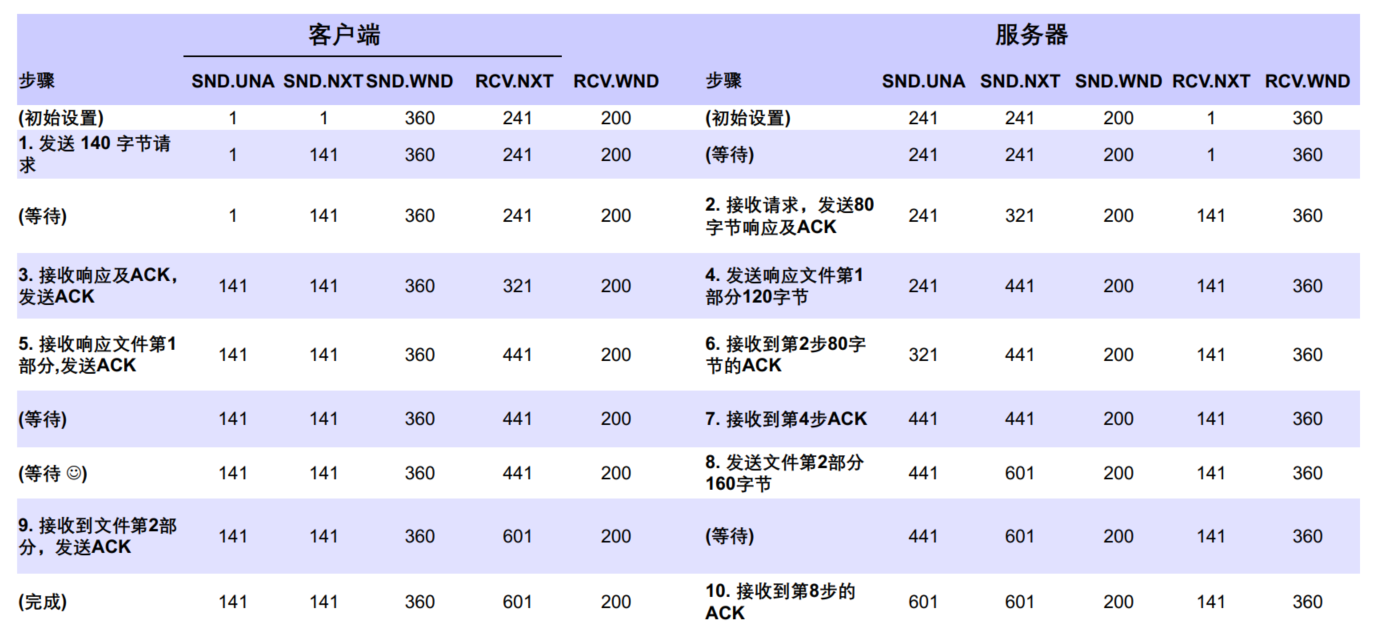 客户端 服务器
步骤 SND.UNA SND.NXT SND.WND RCV.NXT RCV.WND 步骤 SND.UNA SND.NXT SND.WND RCV.NXT RCV.WND
(初始设置) 1 1 360 241 200 (初始设置) 241 241 200 1 360
1. 发送 140 字节请
求 1 141 360 241 200 (等待) 241 241 200 1 360
(等待) 1 141 360 241 200 2. 接收请求，发送80
字节响应及ACK 241 321 200 141 360
3. 接收响应及ACK，
发送ACK 141 141 360 321 200 4. 发送响应文件第1
部分120字节 241 441 200 141 360
5. 接收响应文件第1
部分,发送ACK 141 141 360 441 200 6. 接收到第2步80字
节的ACK 321 441 200 141 360
(等待) 141 141 360 441 200 7. 接收到第4步ACK 441 441 200 141 360
(等待 ☺) 141 141 360 441 200 8. 发送文件第2部分
160字节 441 601 200 141 360
9. 接收到文件第2部
分，发送ACK 141 141 360 601 200 (等待) 441 601 200 141 360
(完成) 141 141 360 601 200 10. 接收到第8步的
ACK 601 601 200 141 360